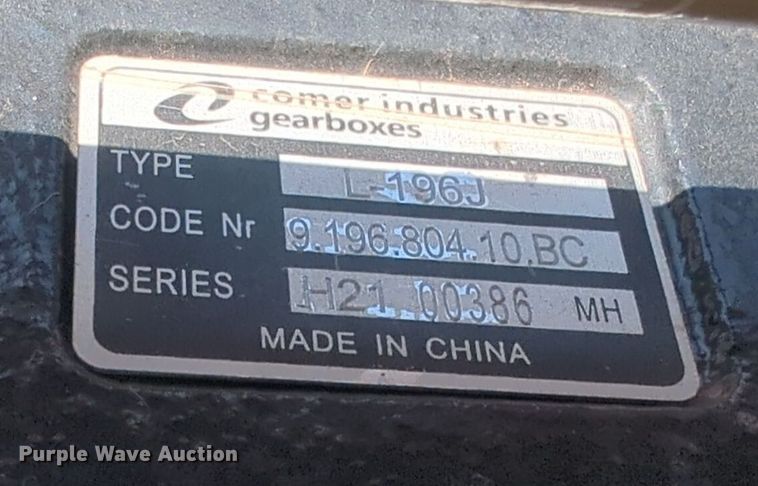 comer industries
gearboxes
TYPE L-196J
CODE Nr 9.196.804.10.BC
SERIES H21.00386 MH
MADE IN CHINA
Purple Wave Auction